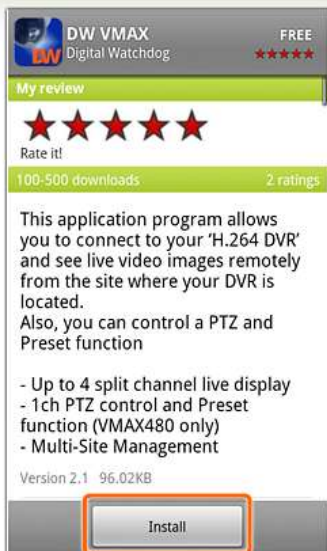 DW VMAX
FREE
Digital Watchdog
DW
My review
Rate it!
100-500 downloads
2 ratings
This application program allows
you to connect to your ‘H.264 DVR’
and see live video images remotely
from the site where your DVR is
located.
Also, you can control a PTZ and
Preset function
- Up to 4 split channel live display
- 1ch PTZ control and Preset
function (VMAX480 only)
- Multi-Site Management
Version 2.1 96.02KB
Install